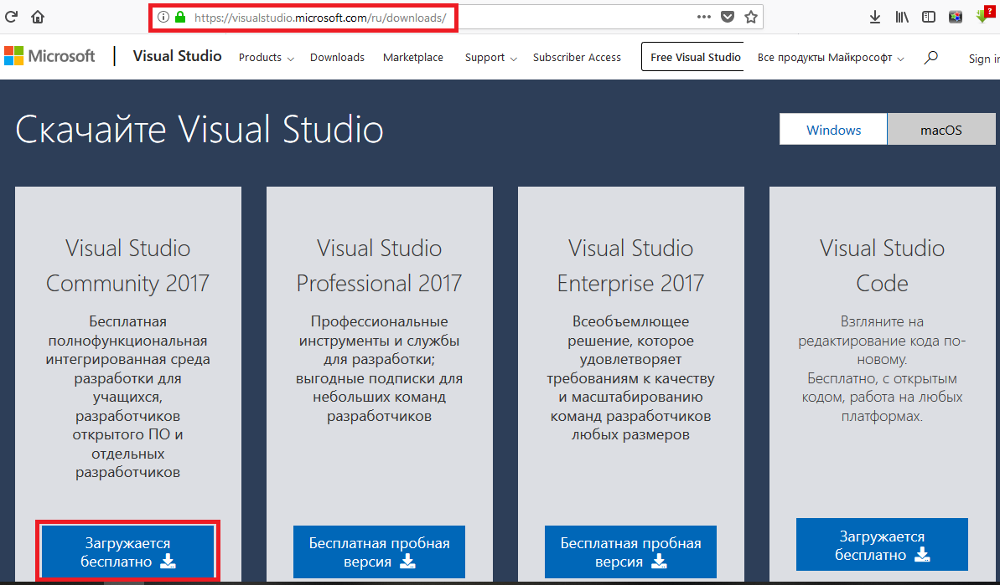 https://visualstudio.microsoft.com/ru/downloads/
?
Microsoft Visual Studio Products Downloads Marketplace Support Subscriber Access Free Visual Studio Все продукты Майкрософт Sign in
Скачайте Visual Studio
Windows macOS
Visual Studio
Community 2017
Бесплатная
полнофункциональная
интегрированная среда
разработки для
учащихся,
разработчиков
открытого ПО и
отдельных
разработчиков
Загружается
бесплатно
Visual Studio
Professional 2017
Профессиональные
инструменты и службы
для разработки;
выгодные подписки для
небольших команд
разработчиков
Бесплатная пробная
версия
Visual Studio
Enterprise 2017
Всеобъемлющее
решение, которое
удовлетворяет
требованиям к качеству
и масштабированию
команд разработчиков
любых размеров
Бесплатная пробная
версия
Visual Studio
Code
Взгляните на
редактирование кода по-
новому.
Бесплатно, с открытым
кодом, работа на любых
платформах.
Загружается
бесплатно